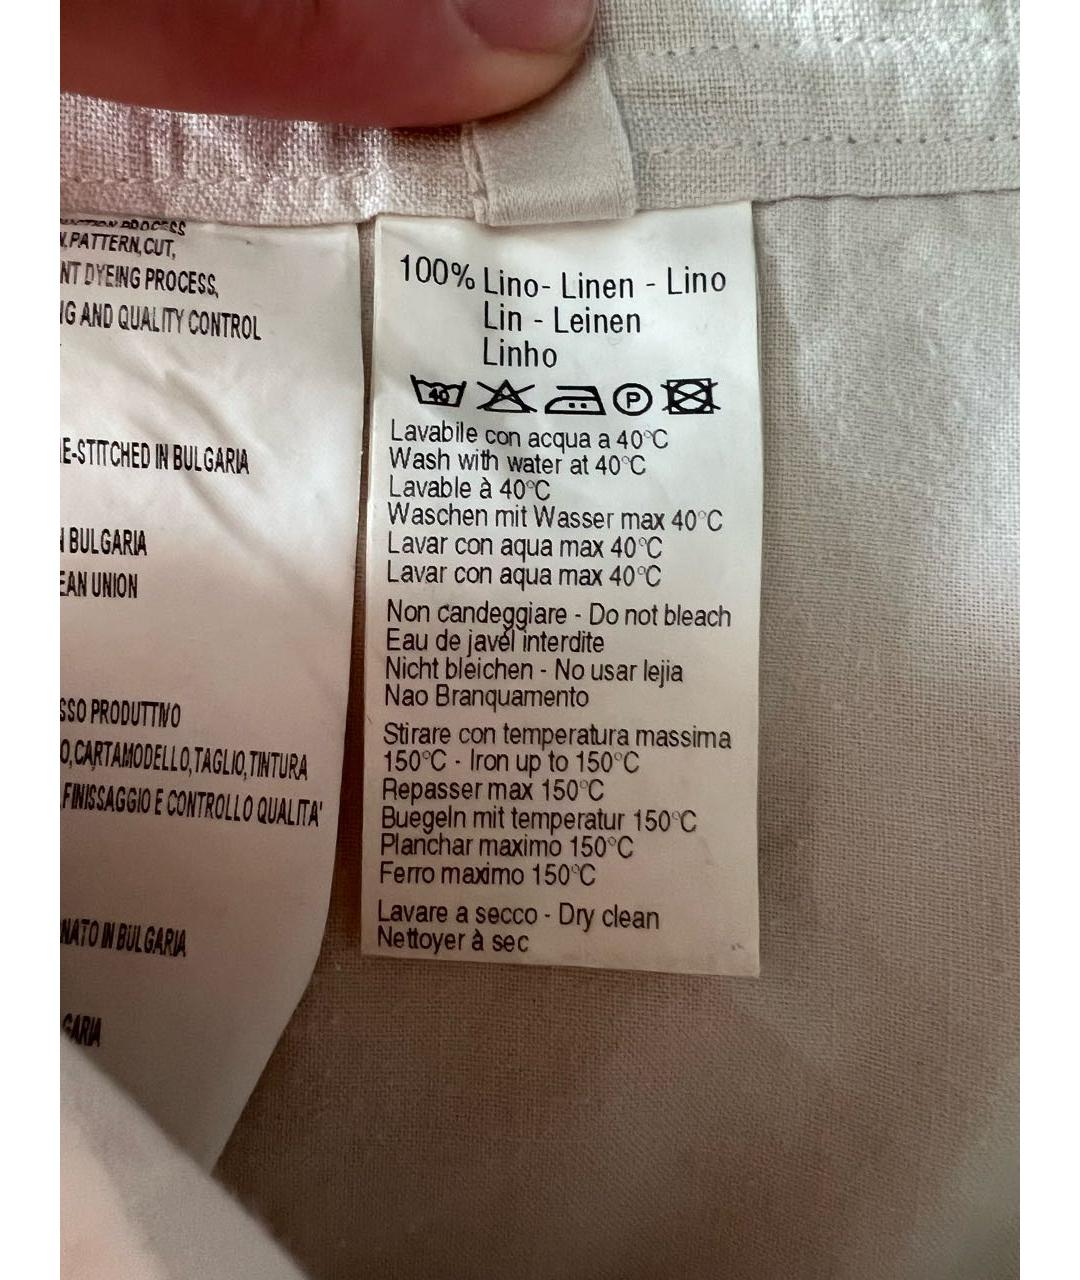 PROCESS
PATTERN,CUT,
NT DYEING PROCESS,
IG AND QUALITY CONTROL
E-STITCHED IN BULGARIA
BULGARIA
EAN UNION
SSO PRODUTTIVO
O,CARTAMODELLO,TAGLIO,TINTURA
,FINISSAGGIO E CONTROLLO QUALITA'
NATO IN BULGARIA
GARIA
100% Lino- Linen - Lino
Lin - Leinen
Linho
40 P
Lavabile con acqua a 40°C
Wash with water at 40°C
Lavable à 40°C
Waschen mit Wasser max 40°C
Lavar con aqua max 40°C
Lavar con aqua max 40°C
Non candeggiare - Do not bleach
Eau de javel interdite
Nicht bleichen - No usar lejia
Nao Branquamento
Stirare con temperatura massima
150°C - Iron up to 150°C
Repasser max 150°C
Buegeln mit temperatur 150°C
Planchar maximo 150°C
Ferro maximo 150°C
Lavare a secco - Dry clean
Nettoyer à sec